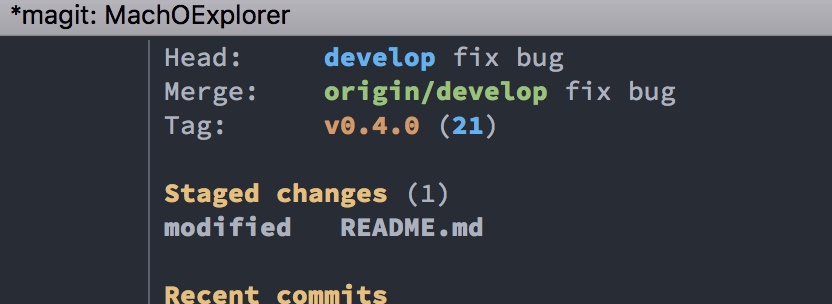 *magit: MachOExplorer
Head: develop fix bug
Merge: origin/develop fix bug
Tag: v0.4.0 (21)
Staged changes (1)
modified README.md
Recent commits